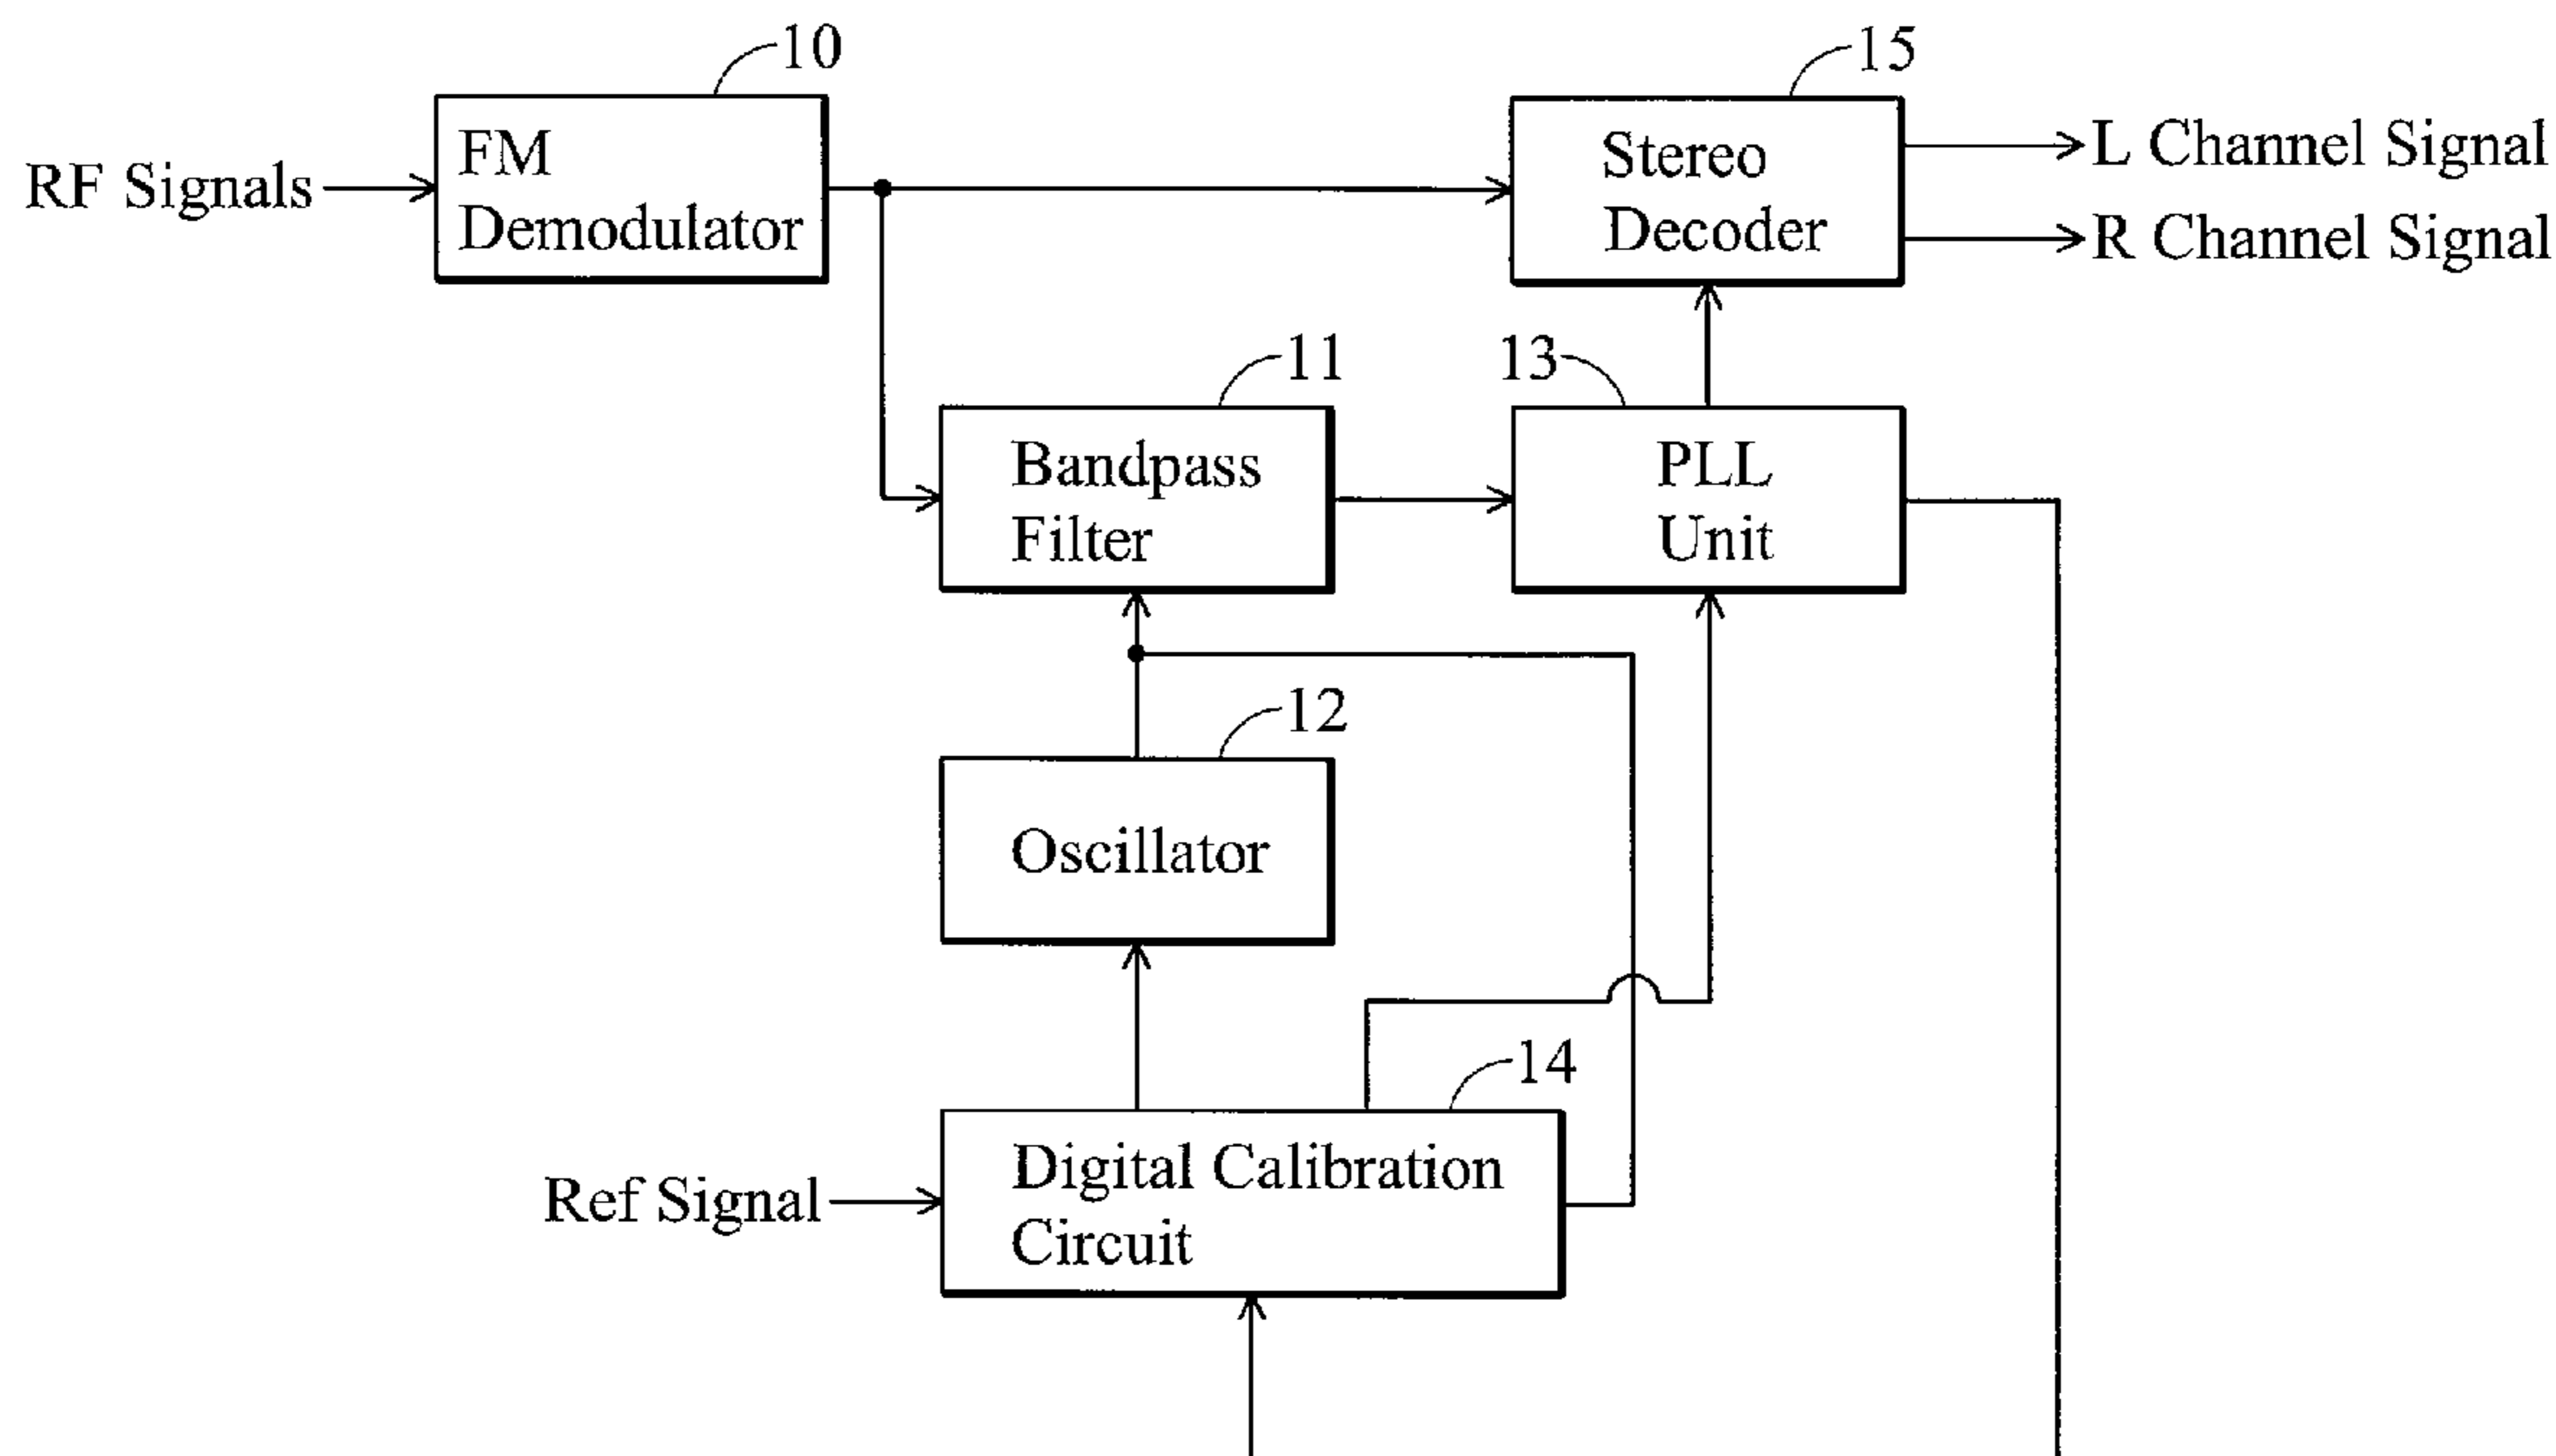 10
15
FM
Demodulator
Stereo
Decoder
RF Signals
L Channel Signal
R Channel Signal
11
13
Bandpass
Filter
PLL
Unit
12
Oscillator
14
Digital Calibration
Circuit
Ref Signal